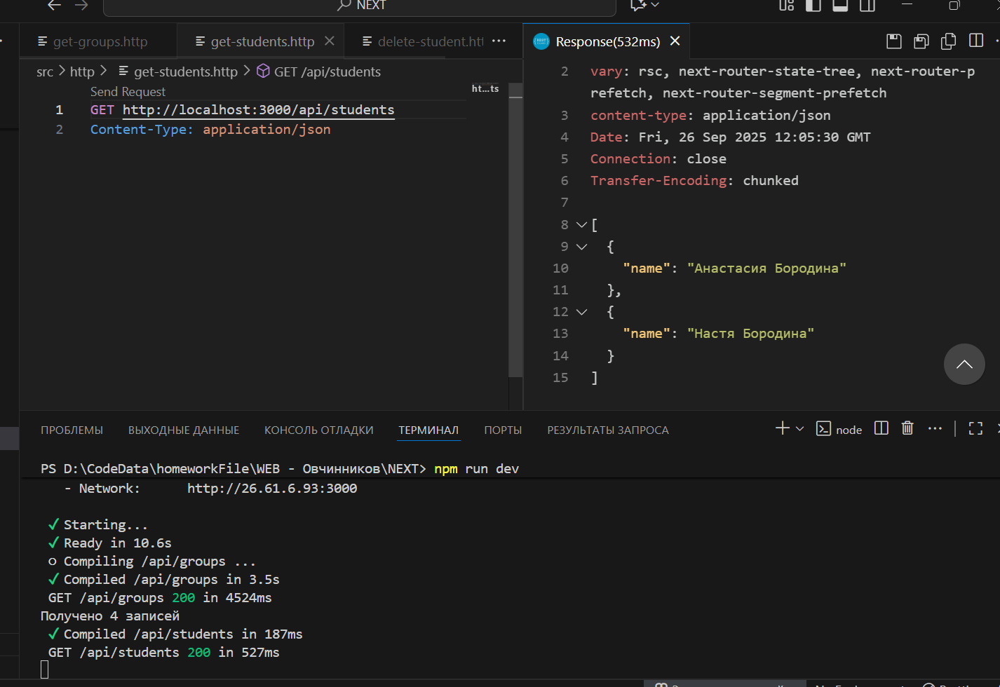 NEXT
get-groups.http
get-students.http
delete-student.ht
Response(532ms)
src > http > get-students.http > GET /api/students
Send Request
ht...ts
1 GET http://localhost:3000/api/students
2 Content-Type: application/json
2 vary: rsc, next-router-state-tree, next-router-p
refetch, next-router-segment-prefetch
3 content-type: application/json
4 Date: Fri, 26 Sep 2025 12:05:30 GMT
5 Connection: close
6 Transfer-Encoding: chunked
7
8 [
9 {
10 "name": "Анастасия Бородина"
11 },
12 {
13 "name": "Настя Бородина"
14 }
15 ]
ПРОБЛЕМЫ ВЫХОДНЫЕ ДАННЫЕ КОНСОЛЬ ОТЛАДКИ ТЕРМИНАЛ ПОРТЫ РЕЗУЛЬТАТЫ ЗАПРОСА
node
PS D:\CodeData\homeworkFile\WEB - Овчинников\NEXT> npm run dev
- Network: http://26.61.6.93:3000
✓ Starting...
✓ Ready in 10.6s
○ Compiling /api/groups ...
✓ Compiled /api/groups in 3.5s
GET /api/groups 200 in 4524ms
Получено 4 записей
✓ Compiled /api/students in 187ms
GET /api/students 200 in 527ms